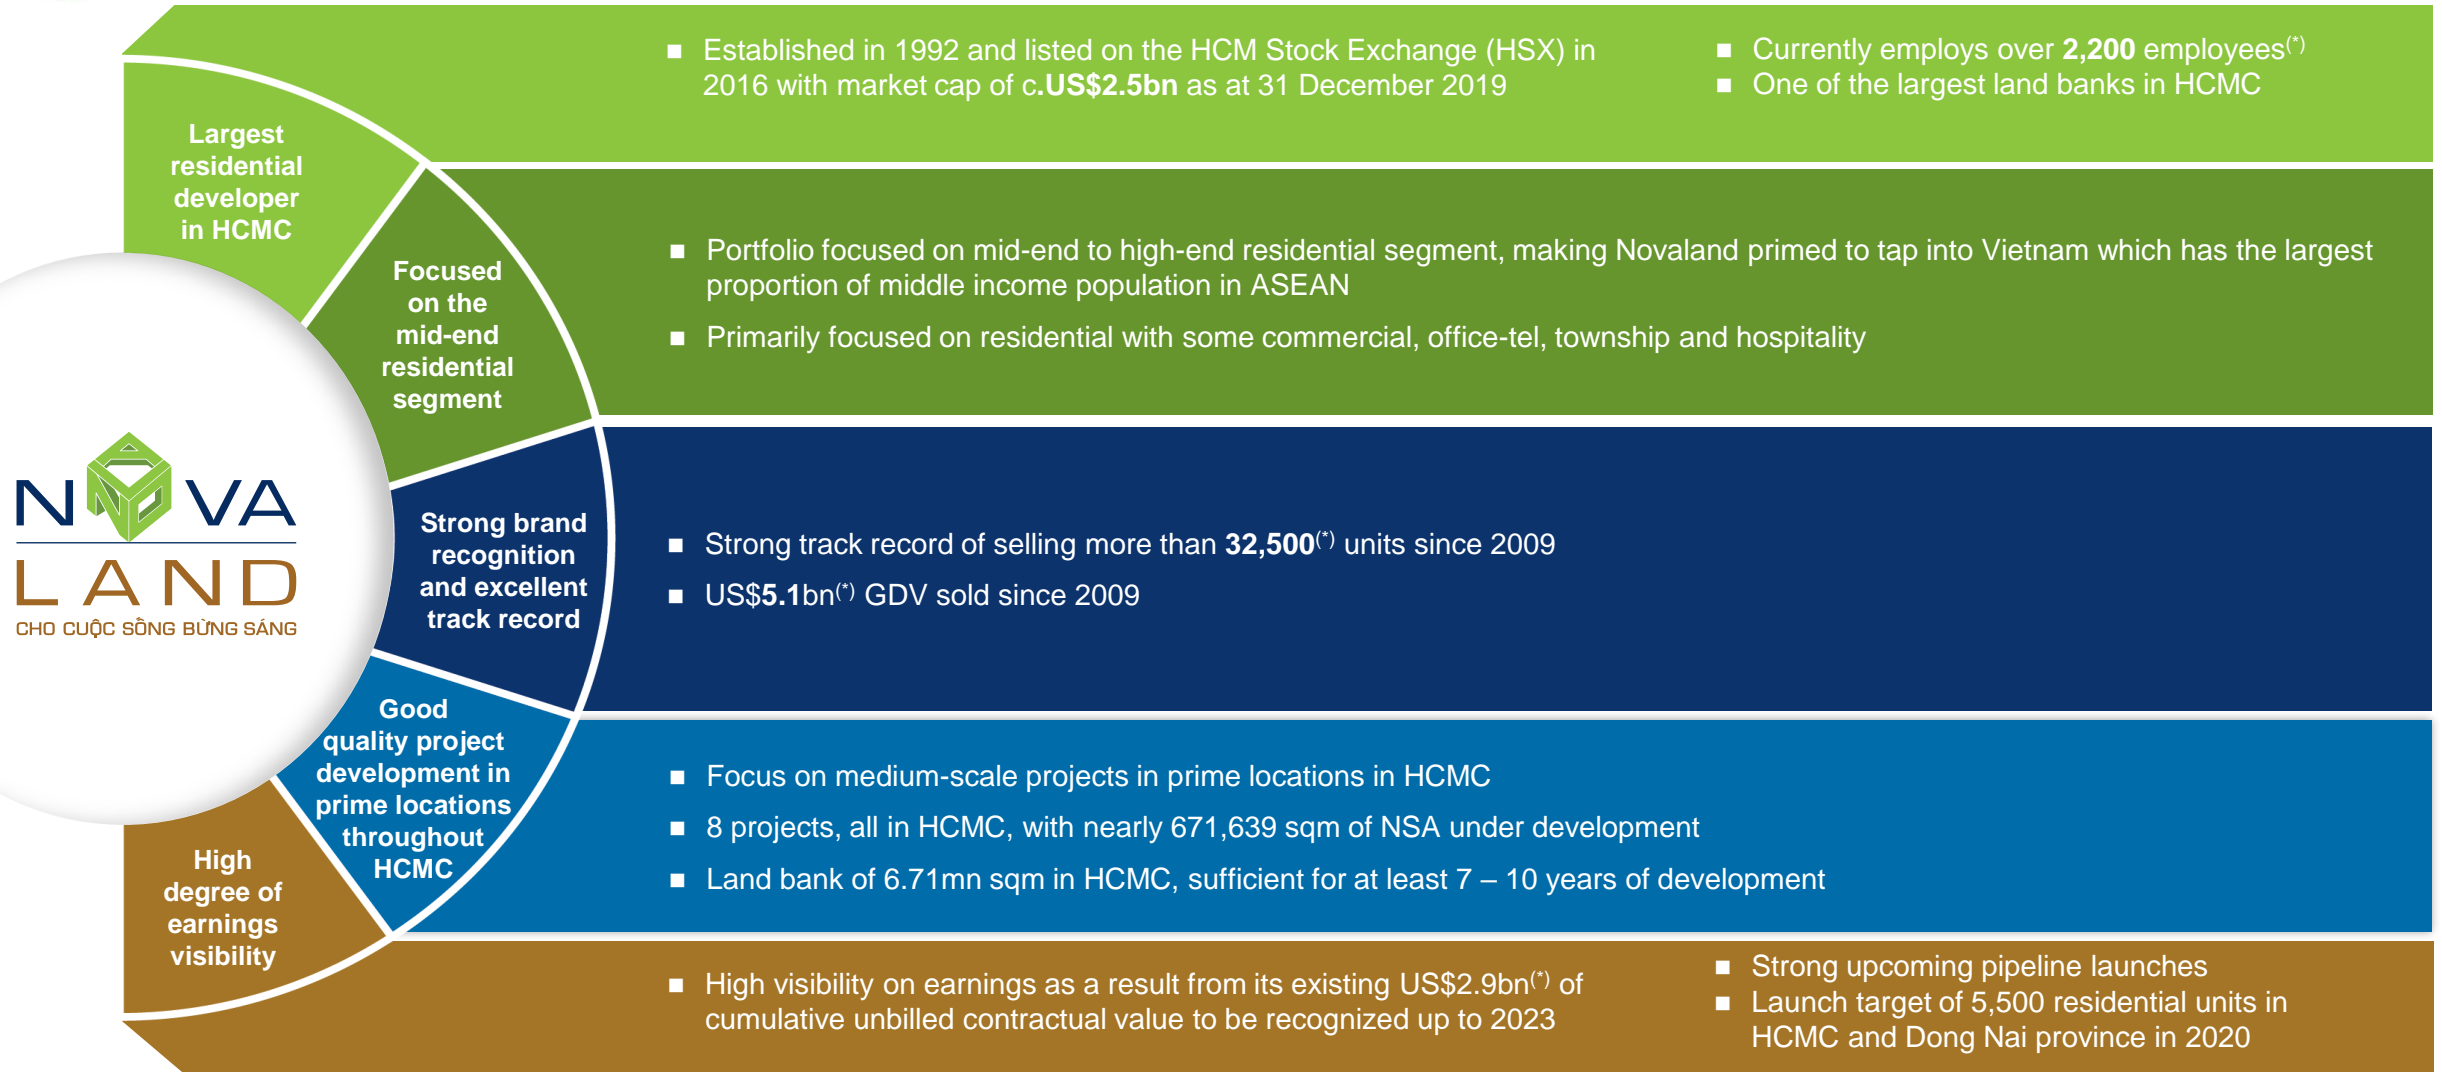 Largest
residential
developer
in HCMC
■ Established in 1992 and listed on the HCM Stock Exchange (HSX) in
2016 with market cap of c.US$2.5bn as at 31 December 2019
■ Currently employs over 2,200 employees(*)
■ One of the largest land banks in HCMC
Focused
on the
mid-end
residential
segment
■ Portfolio focused on mid-end to high-end residential segment, making Novaland primed to tap into Vietnam which has the largest
proportion of middle income population in ASEAN
■ Primarily focused on residential with some commercial, office-tel, township and hospitality
NOVA
LAND
CHO CUỘC SỐNG BỪNG SÁNG
Strong brand
recognition
and excellent
track record
■ Strong track record of selling more than 32,500(*) units since 2009
■ US$5.1bn(*) GDV sold since 2009
Good
quality project
development in
prime locations
throughout
HCMC
■ Focus on medium-scale projects in prime locations in HCMC
■ 8 projects, all in HCMC, with nearly 671,639 sqm of NSA under development
■ Land bank of 6.71mn sqm in HCMC, sufficient for at least 7 – 10 years of development
High
degree of
earnings
visibility
■ High visibility on earnings as a result from its existing US$2.9bn(*) of
cumulative unbilled contractual value to be recognized up to 2023
■ Strong upcoming pipeline launches
■ Launch target of 5,500 residential units in
HCMC and Dong Nai province in 2020